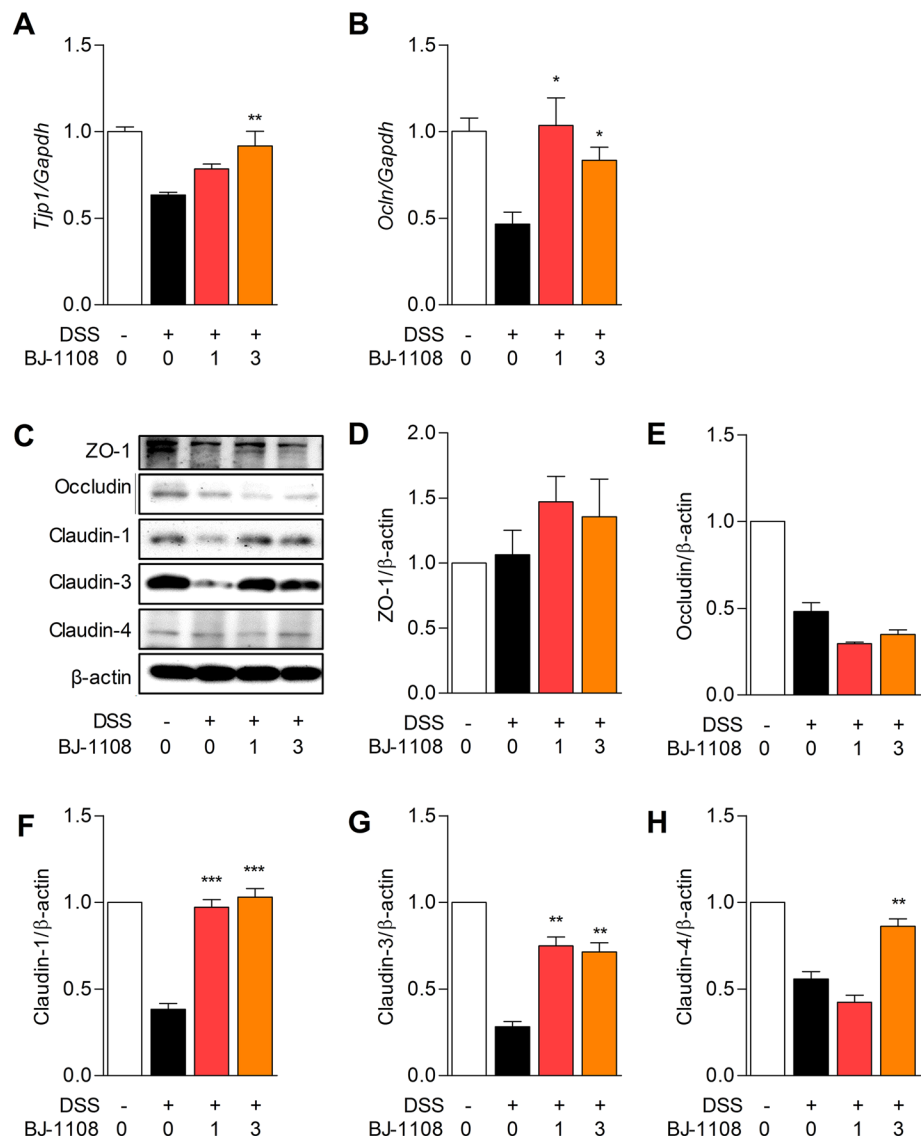 A
1.5
1.0
0.5
0.0
Tjp1/Gapdh
**
DSS - + + +
BJ-1108 0 0 1 3
B
1.5
1.0
0.5
0.0
Ocln/Gapdh
*
*
DSS - + + +
BJ-1108 0 0 1 3
C
ZO-1
Occludin
Claudin-1
Claudin-3
Claudin-4
β-actin
DSS - + + +
BJ-1108 0 0 1 3
D
2.0
1.5
1.0
0.5
0.0
ZO-1/β-actin
DSS - + + +
BJ-1108 0 0 1 3
E
1.5
1.0
0.5
0.0
Occludin/β-actin
DSS - + + +
BJ-1108 0 0 1 3
F
1.5
1.0
0.5
0.0
Claudin-1/β-actin
***
***
DSS - + + +
BJ-1108 0 0 1 3
G
1.5
1.0
0.5
0.0
Claudin-3/β-actin
**
**
DSS - + + +
BJ-1108 0 0 1 3
H
1.5
1.0
0.5
0.0
Claudin-4/β-actin
**
DSS - + + +
BJ-1108 0 0 1 3